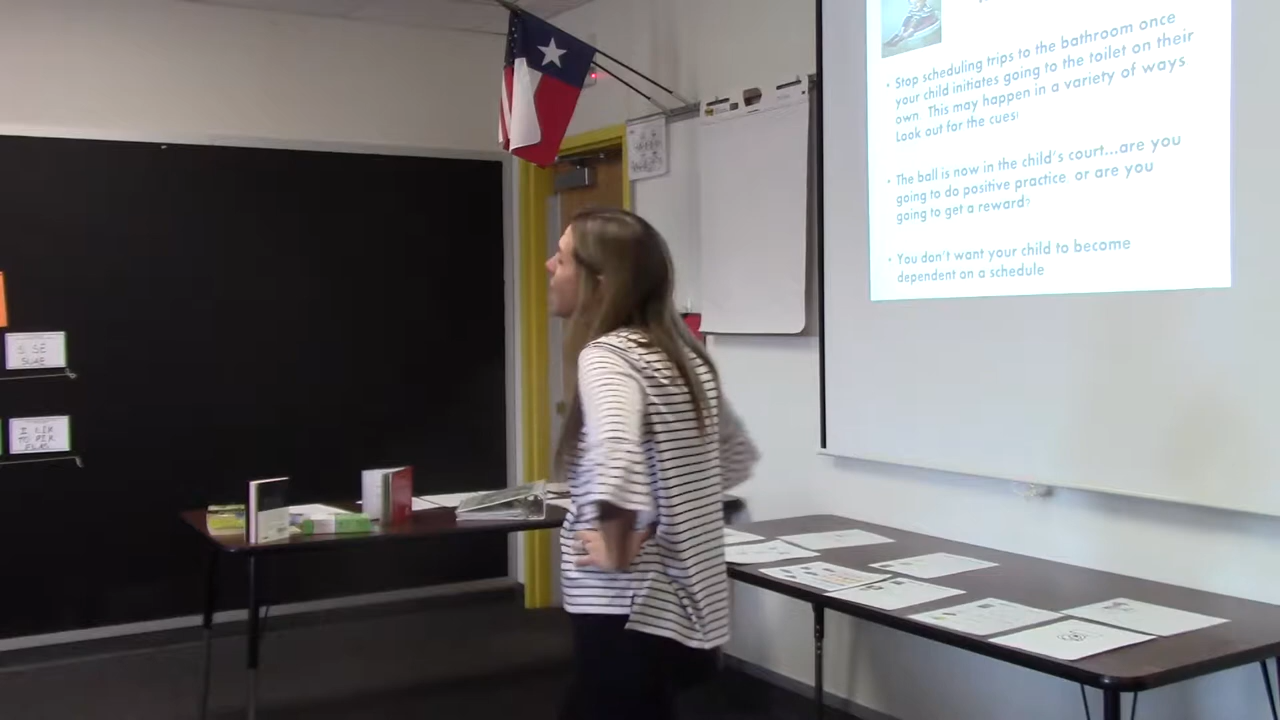 • Stop scheduling trips to the bathroom once
your child initiates going to the toilet on their
own. This may happen in a variety of ways
Look out for the cues!
• The ball is now in the child's court...are you
going to do positive practice or are you
going to get a reward?
• You don't want your child to become
dependent on a schedule
I LIK
TO PEK